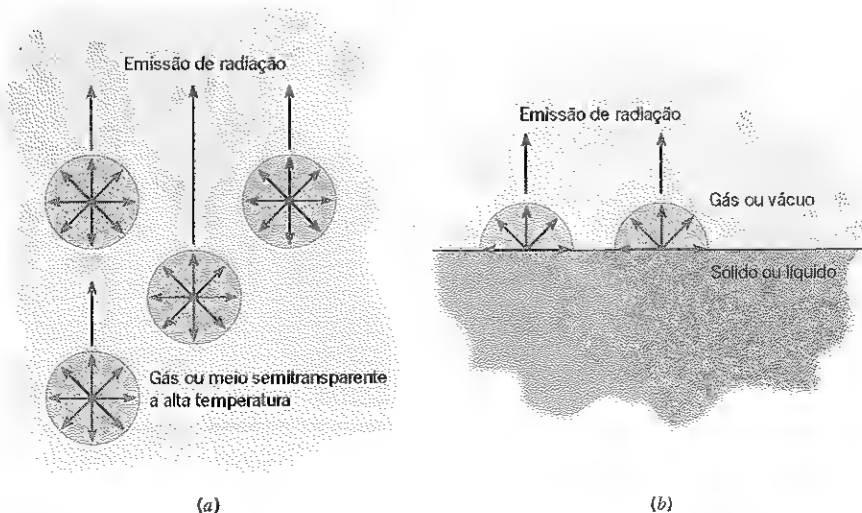 Emissão de radiação
Gás ou meio semitransparente
a alta temperatura
(a)
Emissão de radiação
Gás ou vácuo
Sólido ou líquido
(b)